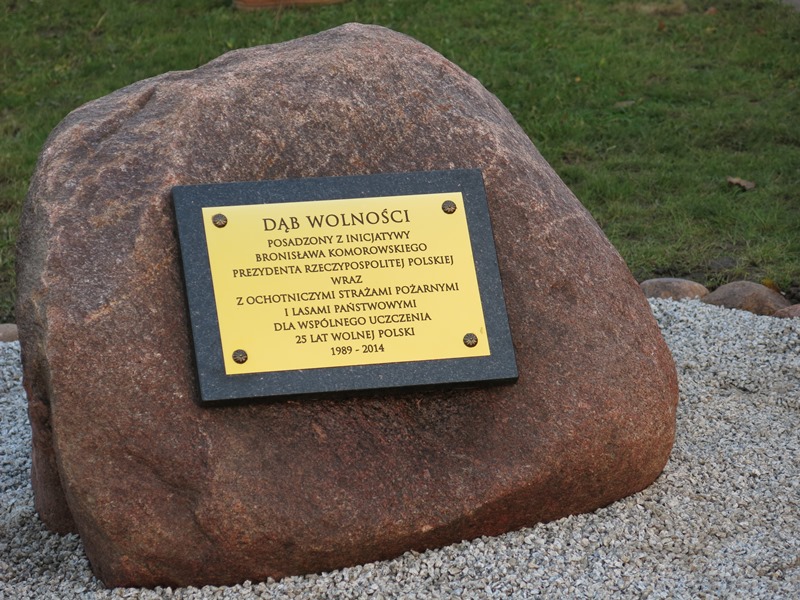 DĄB WOLNOŚCI
POSADZONY Z INICJATYWY
BRONISŁAWA KOMOROWSKIEGO
PREZYDENTA RZECZYPOSPOLITEJ POLSKIEJ
WRAZ
Z OCHOTNICZYMI STRAŻAMI POŻARNYMI
I LASAMI PAŃSTWOWYMI
DLA WSPÓLNEGO UCZCZENIA
25 LAT WOLNEJ POLSKI
1989 - 2014